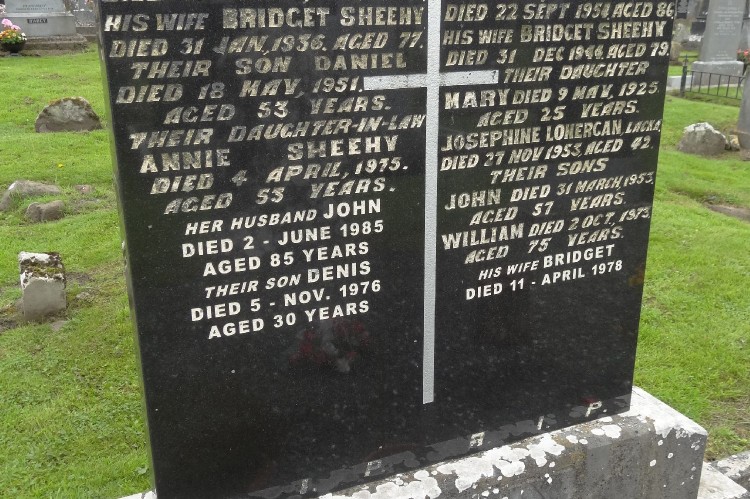 HIS WIFE BRIDGET SHEEHY
DIED 31 JAN, 1936, AGED 77.
THEIR SON DANIEL
DIED 18 MAY, 1951,
AGED 53 YEARS.
THEIR DAUGHTER-IN-LAW
ANNIE SHEEHY
DIED 4 APRIL, 1975.
AGED 55 YEARS.
HER HUSBAND JOHN
DIED 2 - JUNE 1985
AGED 85 YEARS
THEIR SON DENIS
DIED 5 - NOV. 1976
AGED 30 YEARS
DIED 22 SEPT 1950, AGED 86.
HIS WIFE BRIDGET SHEEHY
DIED 31 DEC 1944, AGED 79.
THEIR DAUGHTER
MARY DIED 9 MAY, 1925.
AGED 25 YEARS.
JOSEPHINE LOHERGAN, LACKA.
DIED 27 NOV 1953, AGED 42.
THEIR SONS
JOHN DIED 31 MARCH, 1953.
AGED 57 YEARS.
WILLIAM DIED 2 OCT, 1973.
AGED 75 YEARS.
HIS WIFE BRIDGET
DIED 11 - APRIL 1978